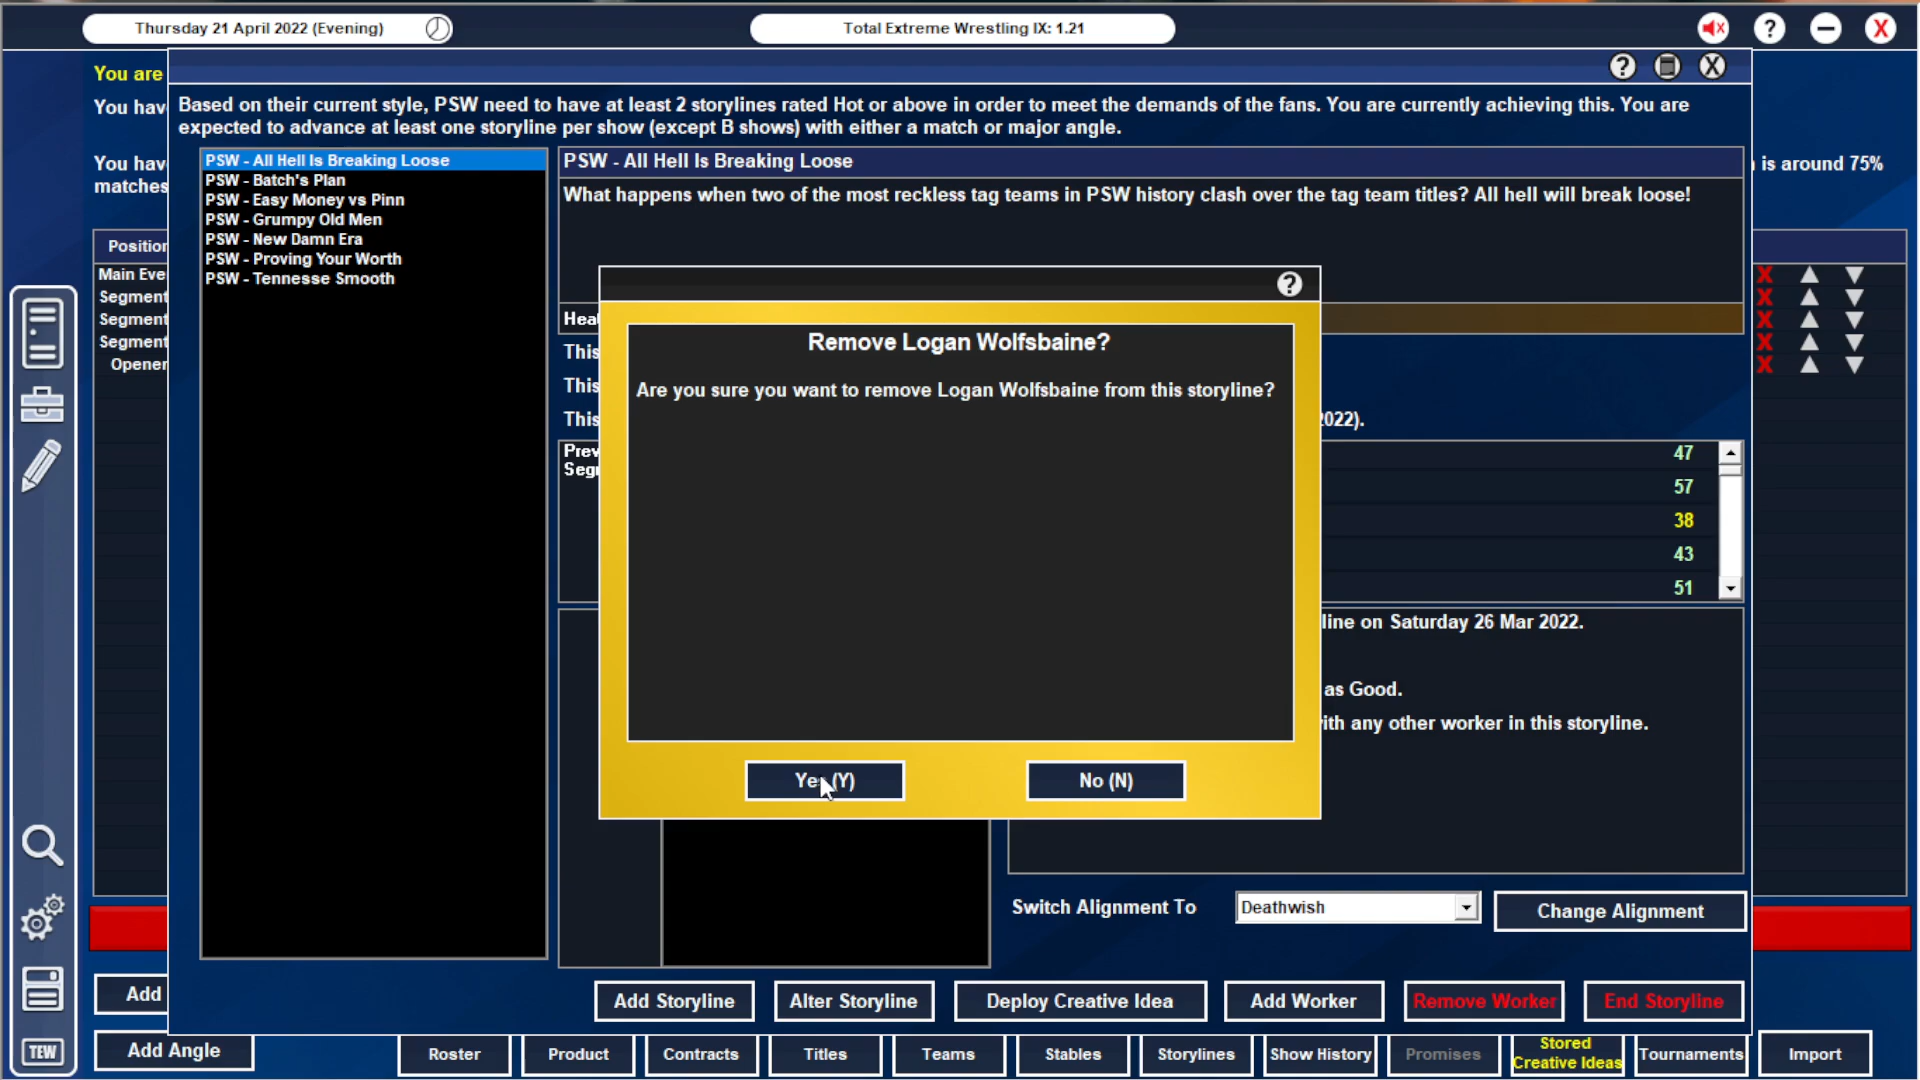 Thursday 21 April 2022 (Evening)
Total Extreme Wrestling IX: 1.21
You are
You hav
You hav
matches
is around 75%
Based on their current style, PSW need to have at least 2 storylines rated Hot or above in order to meet the demands of the fans. You are currently achieving this. You are
expected to advance at least one storyline per show (except B shows) with either a match or major angle.
PSW - All Hell Is Breaking Loose
PSW - Batch's Plan
PSW - Easy Money vs Pinn
PSW - Grumpy Old Men
PSW - New Damn Era
PSW - Proving Your Worth
PSW - Tennesse Smooth
PSW - All Hell Is Breaking Loose
What happens when two of the most reckless tag teams in PSW history clash over the tag team titles? All hell will break loose!
Position
Main Eve
Segment
Segment
Segment
Opener
Heat
This
This
This
2022).
Prev
Segm
47
57
38
43
51
Remove Logan Wolfsbaine?
Are you sure you want to remove Logan Wolfsbaine from this storyline?
Yes (Y)
No (N)
line on Saturday 26 Mar 2022.
as Good.
ith any other worker in this storyline.
Switch Alignment To
Deathwish
Change Alignment
Add Storyline
Alter Storyline
Deploy Creative Idea
Add Worker
Remove Worker
End Storyline
Add
Add Angle
Roster
Product
Contracts
Titles
Teams
Stables
Storylines
Show History
Promises
Stored
Creative Ideas
Tournaments
Import
TEW